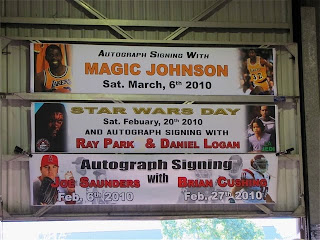 Autograph Signing With
MAGIC JOHNSON
Sat. March, 6th 2010
STAR WARS DAY
Sat. Febuary, 20th 2010
AND AUTOGRAPH SIGNING WITH
RAY PARK & DANIEL LOGAN
Autograph Signing
with
JOE SAUNDERS BRIAN CUSHING
Feb, 6th 2010 Feb, 27th 2010